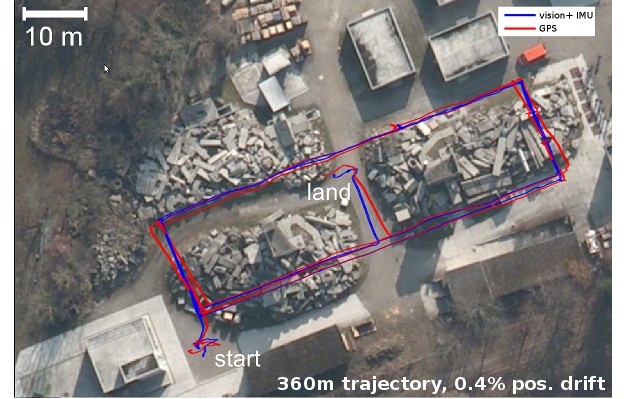 10 m
vision+ IMU
GPS
land
start
360m trajectory, 0.4% pos. drift